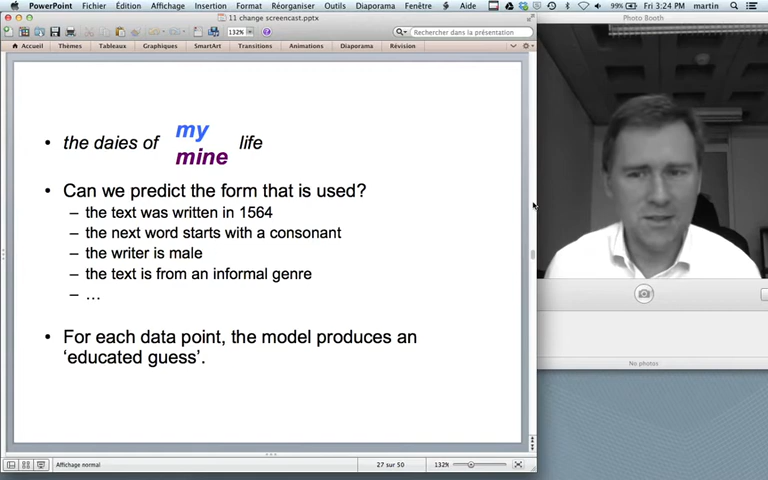 PowerPoint Fichier Édition Affichage Insertion Format Réorganiser Outils Diaporama Fenêtre Aide 99% Fri 3:24 PM martin
11 change screencast.pptx
Photo Booth
132% Rechercher dans la présentation
Accueil Thèmes Tableaux Graphiques SmartArt Transitions Animations Diaporama Révision
• the daies of my life
mine
• Can we predict the form that is used?
– the text was written in 1564
– the next word starts with a consonant
– the writer is male
– the text is from an informal genre
– …
• For each data point, the model produces an
‘educated guess’.
No photos
Affichage normal 27 sur 50 132%